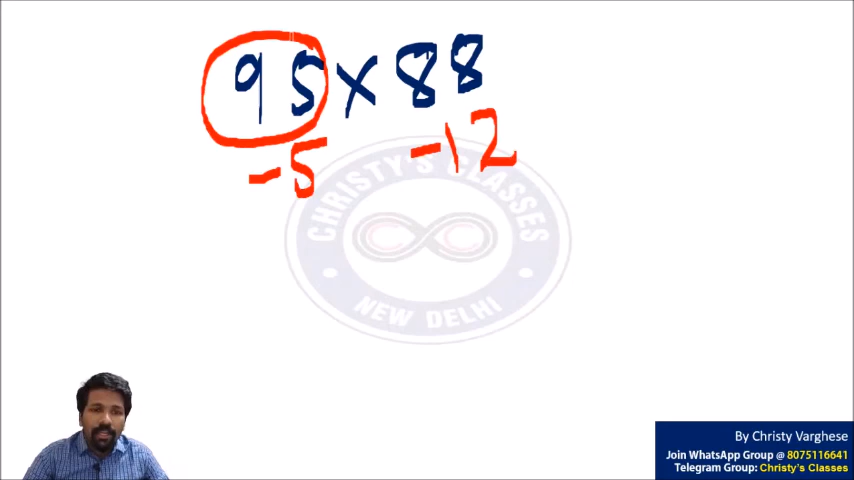 95 x 88
-5 -12
CHRISTY'S CLASSES
NEW DELHI
By Christy Varghese
Join WhatsApp Group @ 8075116641
Telegram Group: Christy's Classes